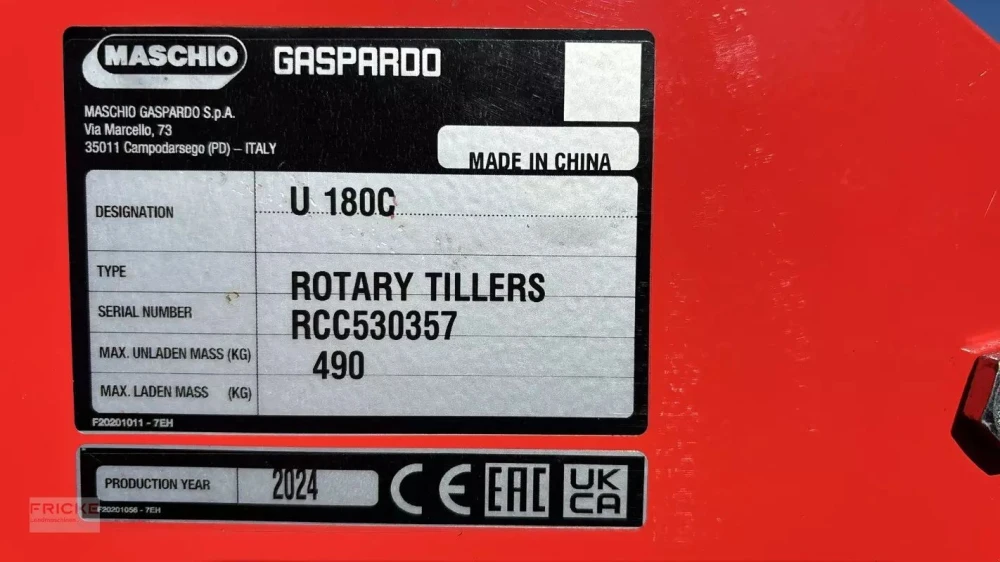 MASCHIO GASPARDO
MASCHIO GASPARDO S.p.A.
Via Marcello, 73
35011 Campodarsego (PD) – ITALY
MADE IN CHINA
DESIGNATION U 180C
TYPE ROTARY TILLERS
SERIAL NUMBER RCC530357
MAX. UNLADEN MASS (KG) 490
MAX. LADEN MASS (KG)
F20201011 - 7EH
PRODUCTION YEAR 2024 CE EAC UK CA
F20201056 - 7EH
FRICKE
Landmaschinen